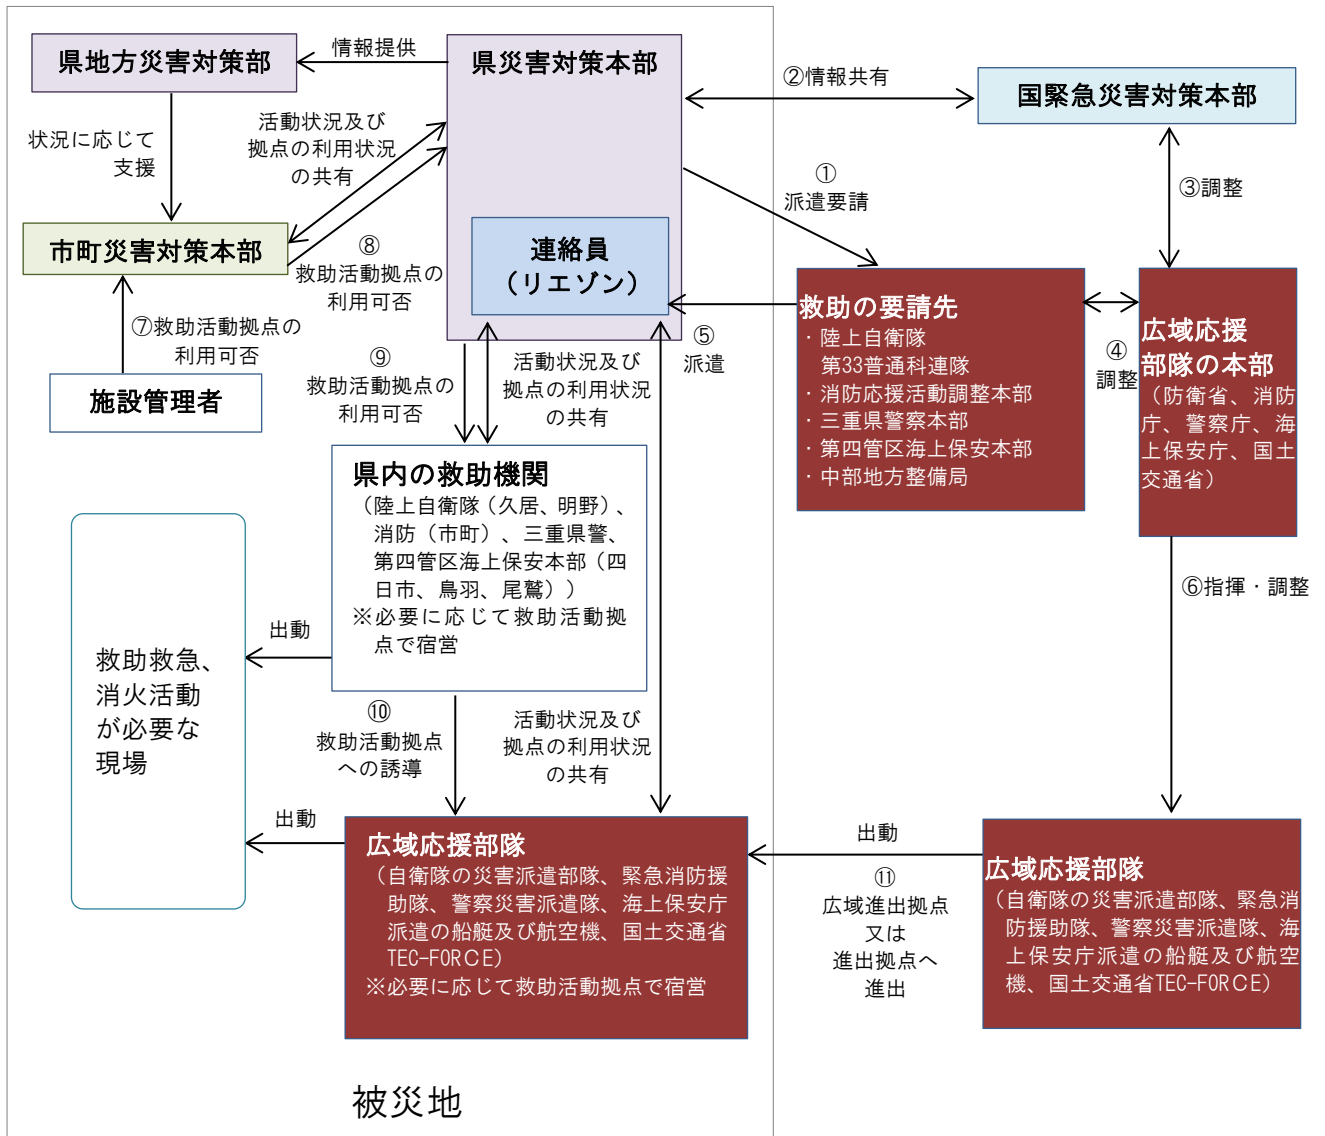 県地方災害対策部
情報提供
県災害対策本部
②情報共有
国緊急災害対策本部
状況に応じて
支援
活動状況及び
拠点の利用状況
の共有
①
派遣要請
③調整
市町災害対策本部
⑧
救助活動拠点の
利用可否
連絡員
（リエゾン）
⑦救助活動拠点の
利用可否
施設管理者
⑨
救助活動拠点の
利用可否
活動状況及び
拠点の利用状況
の共有
⑤
派遣
救助の要請先
・陸上自衛隊
第33普通科連隊
・消防応援活動調整本部
・三重県警察本部
・第四管区海上保安本部
・中部地方整備局
④
調整
広域応援
部隊の本部
（防衛省、消防
庁、警察庁、海
上保安庁、国土
交通省）
県内の救助機関
（陸上自衛隊（久居、明野）、
消防（市町）、三重県警、
第四管区海上保安本部（四
日市、鳥羽、尾鷲））
※必要に応じて救助活動拠
点で宿営
⑥指揮・調整
出動
救助救急、
消火活動
が必要な
現場
⑩
救助活動拠点
への誘導
活動状況及び
拠点の利用状況
の共有
出動
広域応援部隊
（自衛隊の災害派遣部隊、緊急消防援
助隊、警察災害派遣隊、海上保安庁
派遣の船艇及び航空機、国土交通省
TEC-FORCE）
※必要に応じて救助活動拠点で宿営
出動
⑪
広域進出拠点
又は
進出拠点へ
進出
広域応援部隊
（自衛隊の災害派遣部隊、緊急消
防援助隊、警察災害派遣隊、海
上保安庁派遣の船艇及び航空
機、国土交通省TEC-FORCE）
被災地